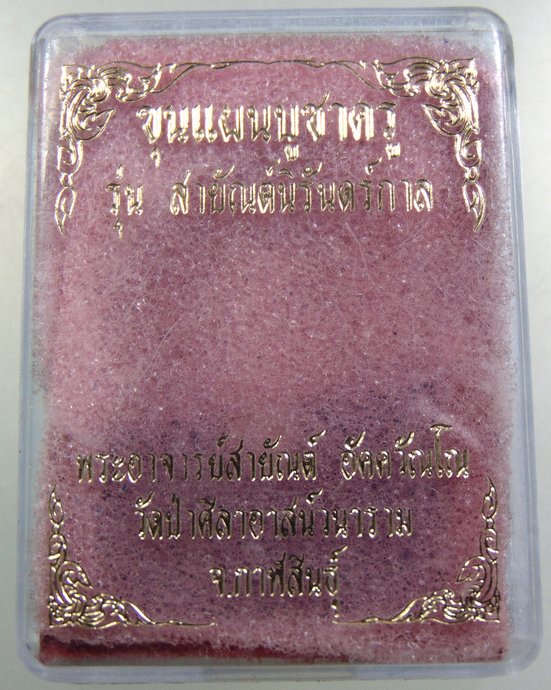 ขุนแผนบูชาครู
รุ่น สายัณต์นิรันดร์กาล
พระอาจารย์สายัณต์ อัคควัณโณ
วัดป่าศิลาอาสน์วนาราม
จ.กาฬสินธุ์